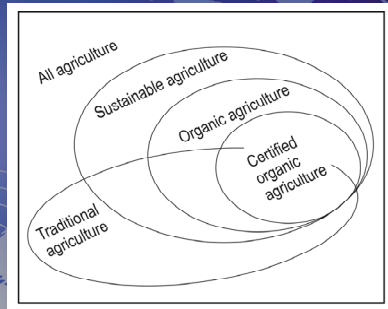 All agriculture
Sustainable agriculture
Organic agriculture
Certified
organic
agriculture
Traditional
agriculture